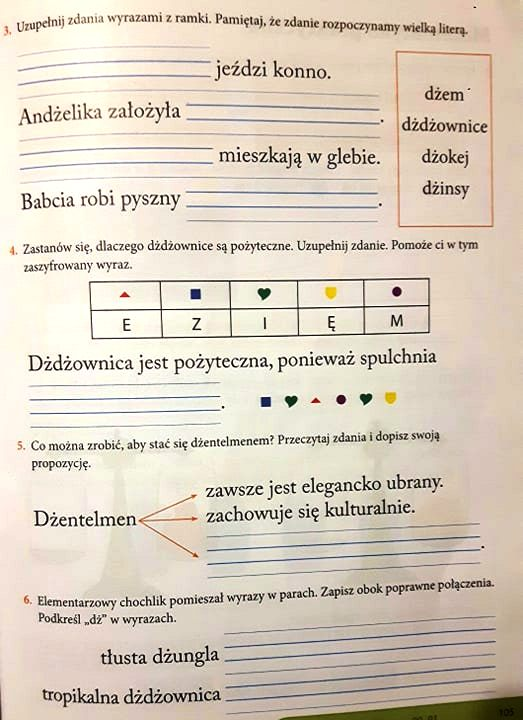 3. Uzupełnij zdania wyrazami z ramki. Pamiętaj, że zdanie rozpoczynamy wielką literą.
jeździ konno.
Andżelika założyła .
mieszkają w glebie.
Babcia robi pyszny .
dżem
dżdżownice
dżokej
dżinsy
4. Zastanów się, dlaczego dżdżownice są pożyteczne. Uzupełnij zdanie. Pomoże ci w tym
zaszyfrowany wyraz.
E Z I Ę M
Dżdżownica jest pożyteczna, ponieważ spulchnia
.
5. Co można zrobić, aby stać się dżentelmenem? Przeczytaj zdania i dopisz swoją
propozycję.
zawsze jest elegancko ubrany.
Dżentelmen zachowuje się kulturalnie.
.
6. Elementarzowy chochlik pomieszał wyrazy w parach. Zapisz obok poprawne połączenia.
Podkreśl „dż” w wyrazach.
tłusta dżungla
tropikalna dżdżownica
105